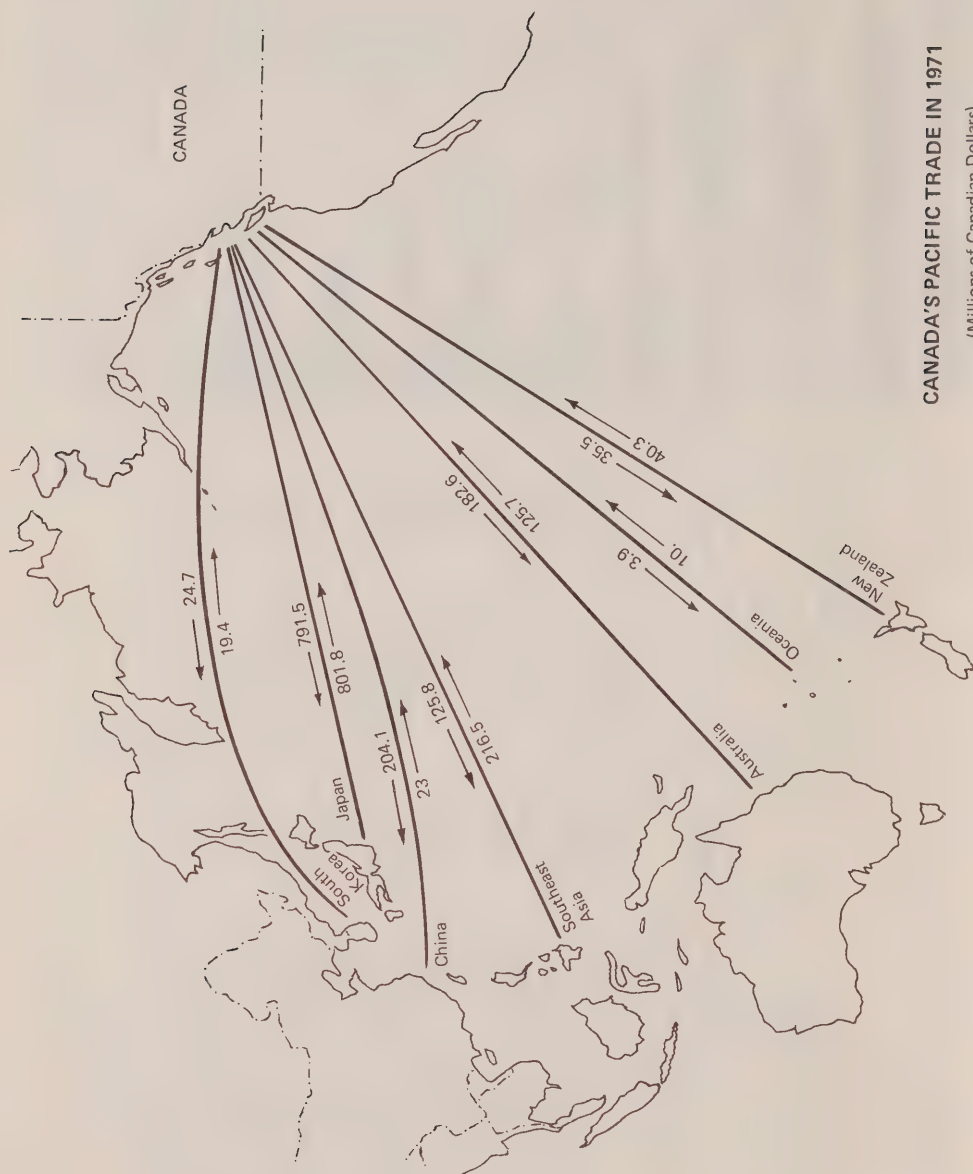 CANADA
24.7
19.4
791.5
801.8
204.1
23
125.8
216.5
182.6
125.7
3.9
10.
35.5
40.3
South
Korea
Japan
China
Southeast
Asia
Australia
Oceania
New
Zealand
CANADA'S PACIFIC TRADE IN 1971
(Millions of Canadian Dollars)